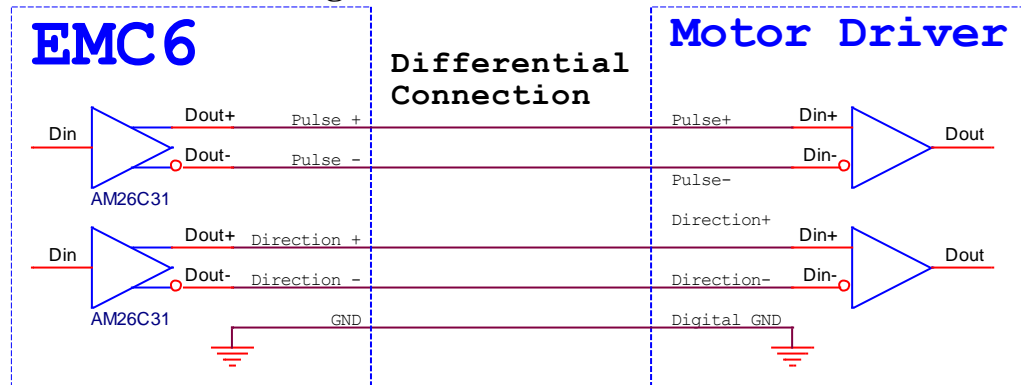 EMC6
Motor Driver
Differential
Connection
Din
Dout+
Pulse +
Pulse+
Din+
Dout
Dout-
Pulse -
Din-
Pulse-
AM26C31
Direction+
Din
Dout+
Direction +
Din+
Dout
Dout-
Direction -
Direction-
Din-
AM26C31
GND
Digital GND